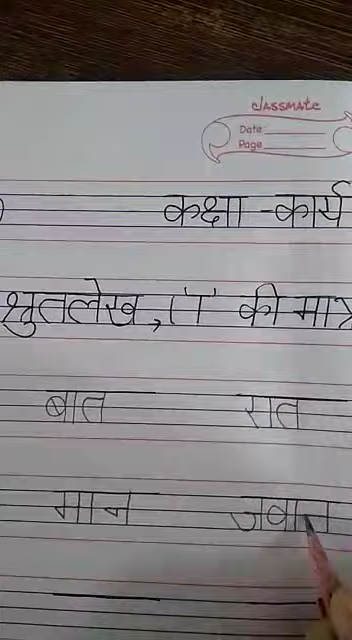 classmate
Date
Page
कक्षा - कार्य
श्रुतलेख, 'ा' की मात्र
बात रात
मान जवान